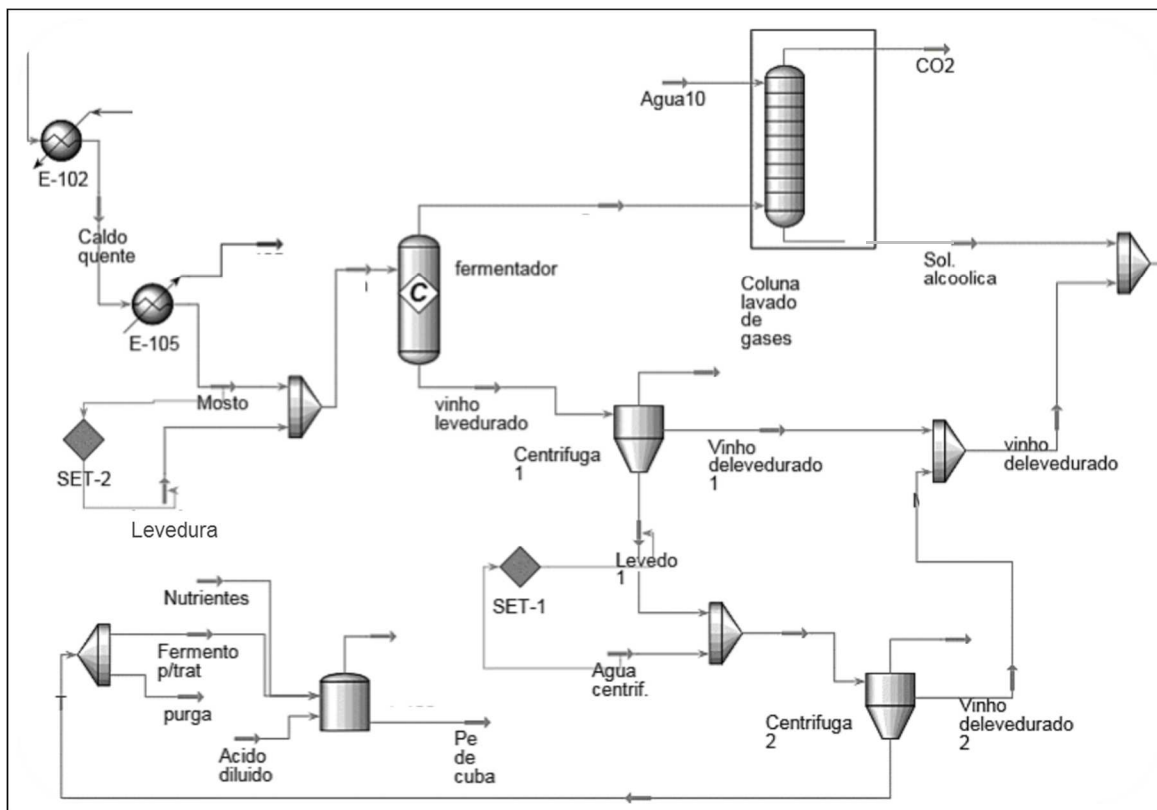 CO2
Agua10
E-102
Caldo
quente
fermentador
Sol.
alcoolica
Coluna
lavado
de
gases
E-105
Mosto
vinho
levedurado
Centrifuga
1
Vinho
delevedurado
1
vinho
delevedurado
SET-2
Levedura
Levedo
1
SET-1
Nutrientes
Fermento
p/trat
purga
Agua
centrif.
T
Acido
diluido
Pe
de
cuba
Centrifuga
2
Vinho
delevedurado
2
C